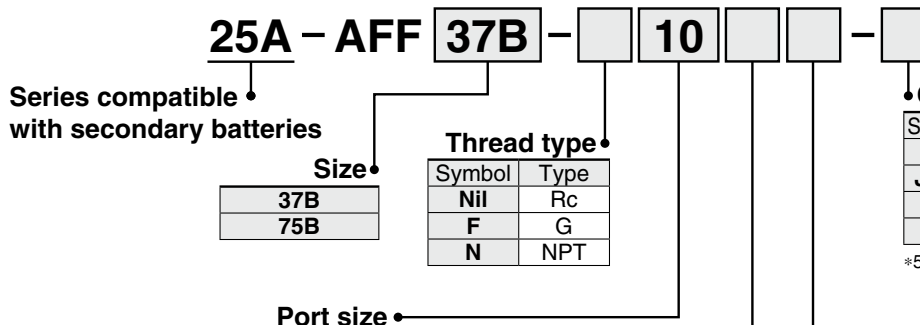 25A – AFF 37B – 10 –
Series compatible
with secondary batteries
Size
37B
75B
Thread type
Symbol Type
Nil Rc
F G
N NPT
Port size
*5